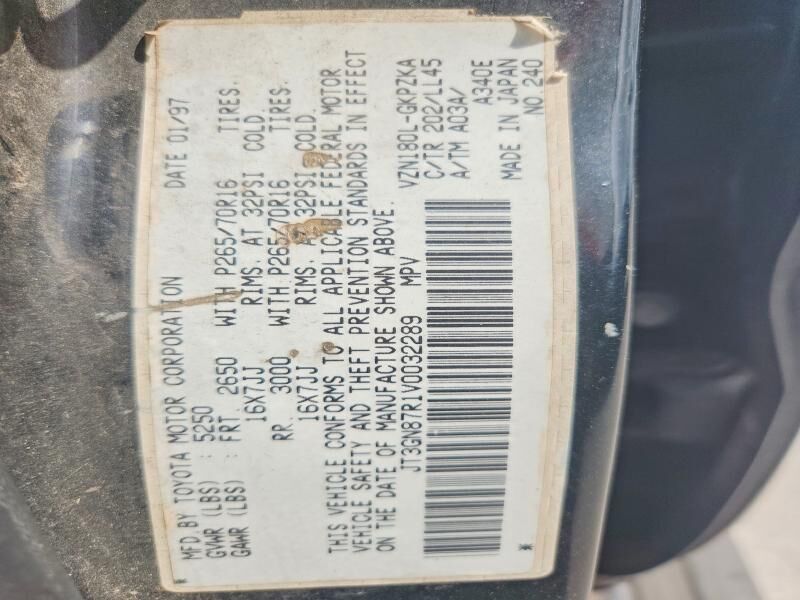 MFD BY TOYOTA MOTOR CORPORATION DATE 01/97
GVWR (LBS) : 5250
GAWR (LBS) : FRT. 2650 WITH P265/70R16 TIRES.
16X7JJ RIMS. AT 32PSI COLD.
RR. 3000 WITH P265/70R16 TIRES.
16X7JJ RIMS. AT 32PSI COLD
THIS VEHICLE CONFORMS TO ALL APPLICABLE FEDERAL MOTOR
VEHICLE SAFETY AND THEFT PREVENTION STANDARDS IN EFFECT
ON THE DATE OF MANUFACTURE SHOWN ABOVE.
JT3GN87R1V0032289 MPV
VZN180L-GKPZKA
C/TR 202/LL45
A/TM A03A/
A340E
MADE IN JAPAN
NO 240